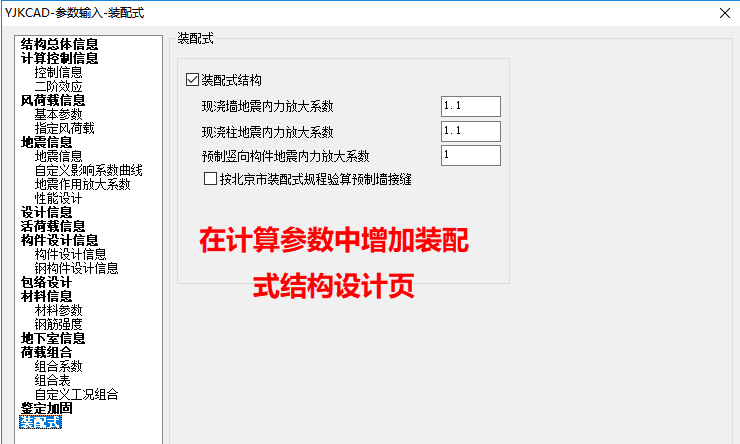 YJKCAD-参数输入-装配式
结构总体信息
计算控制信息
控制信息
二阶效应
风荷载信息
基本参数
指定风荷载
地震信息
地震信息
自定义影响系数曲线
地震作用放大系数
性能设计
设计信息
活荷载信息
构件设计信息
构件设计信息
钢构件设计信息
包络设计
材料信息
材料参数
钢筋强度
地下室信息
荷载组合
组合系数
组合表
自定义工况组合
鉴定加固
装配式
装配式
装配式结构
现浇墙地震内力放大系数 1.1
现浇柱地震内力放大系数 1.1
预制竖向构件地震内力放大系数 1
按北京市装配式规程验算预制墙接缝
在计算参数中增加装配
式结构设计页